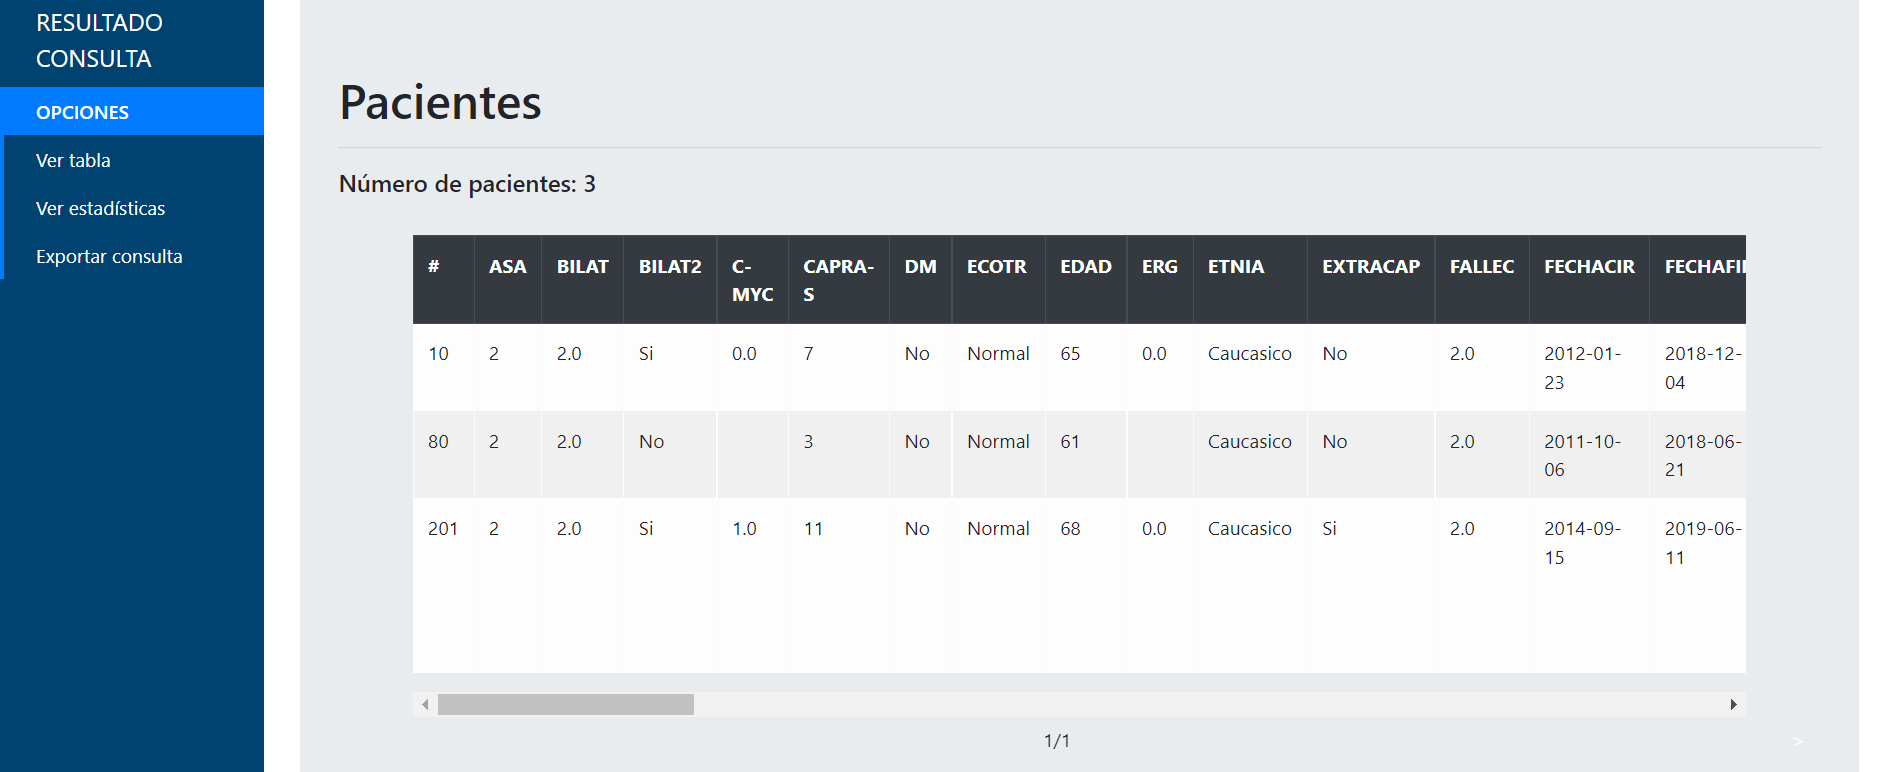 RESULTADO
CONSULTA
OPCIONES
Ver tabla
Ver estadísticas
Exportar consulta
Pacientes
Número de pacientes: 3
# ASA BILAT BILAT2 C-MYC CAPRA-S DM ECOTR EDAD ERG ETNIA EXTRACAP FALLEC FECHACIR
10 2 2.0 Si 0.0 7 No Normal 65 0.0 Caucasico No 2.0 2012-01-23 2018-12-04
80 2 2.0 No 3 No Normal 61 Caucasico No 2.0 2011-10-06 2018-06-21
201 2 2.0 Si 1.0 11 No Normal 68 0.0 Caucasico Si 2.0 2014-09-15 2019-06-11
1/1 >